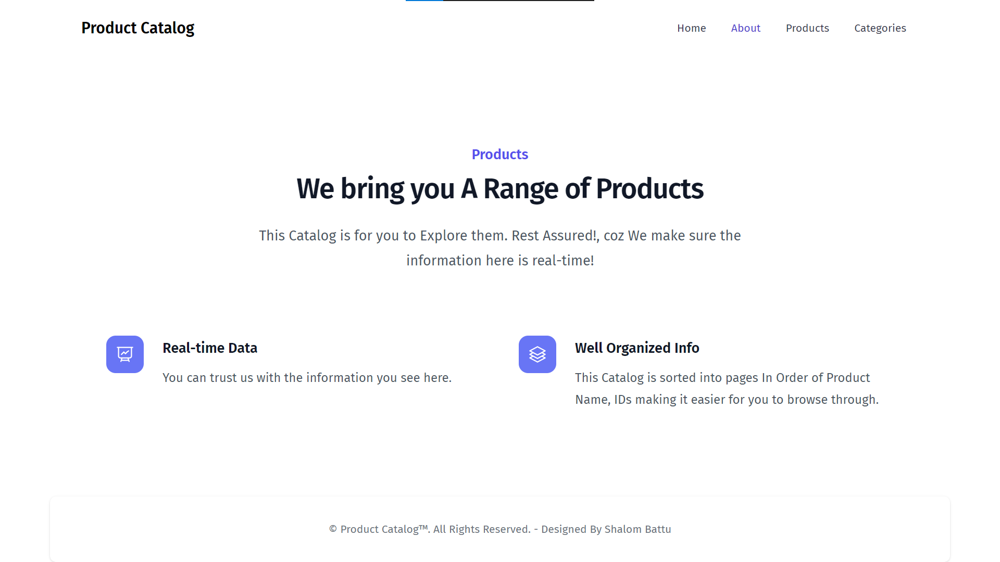 Product Catalog
Home About Products Categories
Products
We bring you A Range of Products
This Catalog is for you to Explore them. Rest Assured!, coz We make sure the
information here is real-time!
Real-time Data
You can trust us with the information you see here.
Well Organized Info
This Catalog is sorted into pages In Order of Product
Name, IDs making it easier for you to browse through.
© Product Catalog™. All Rights Reserved. - Designed By Shalom Battu